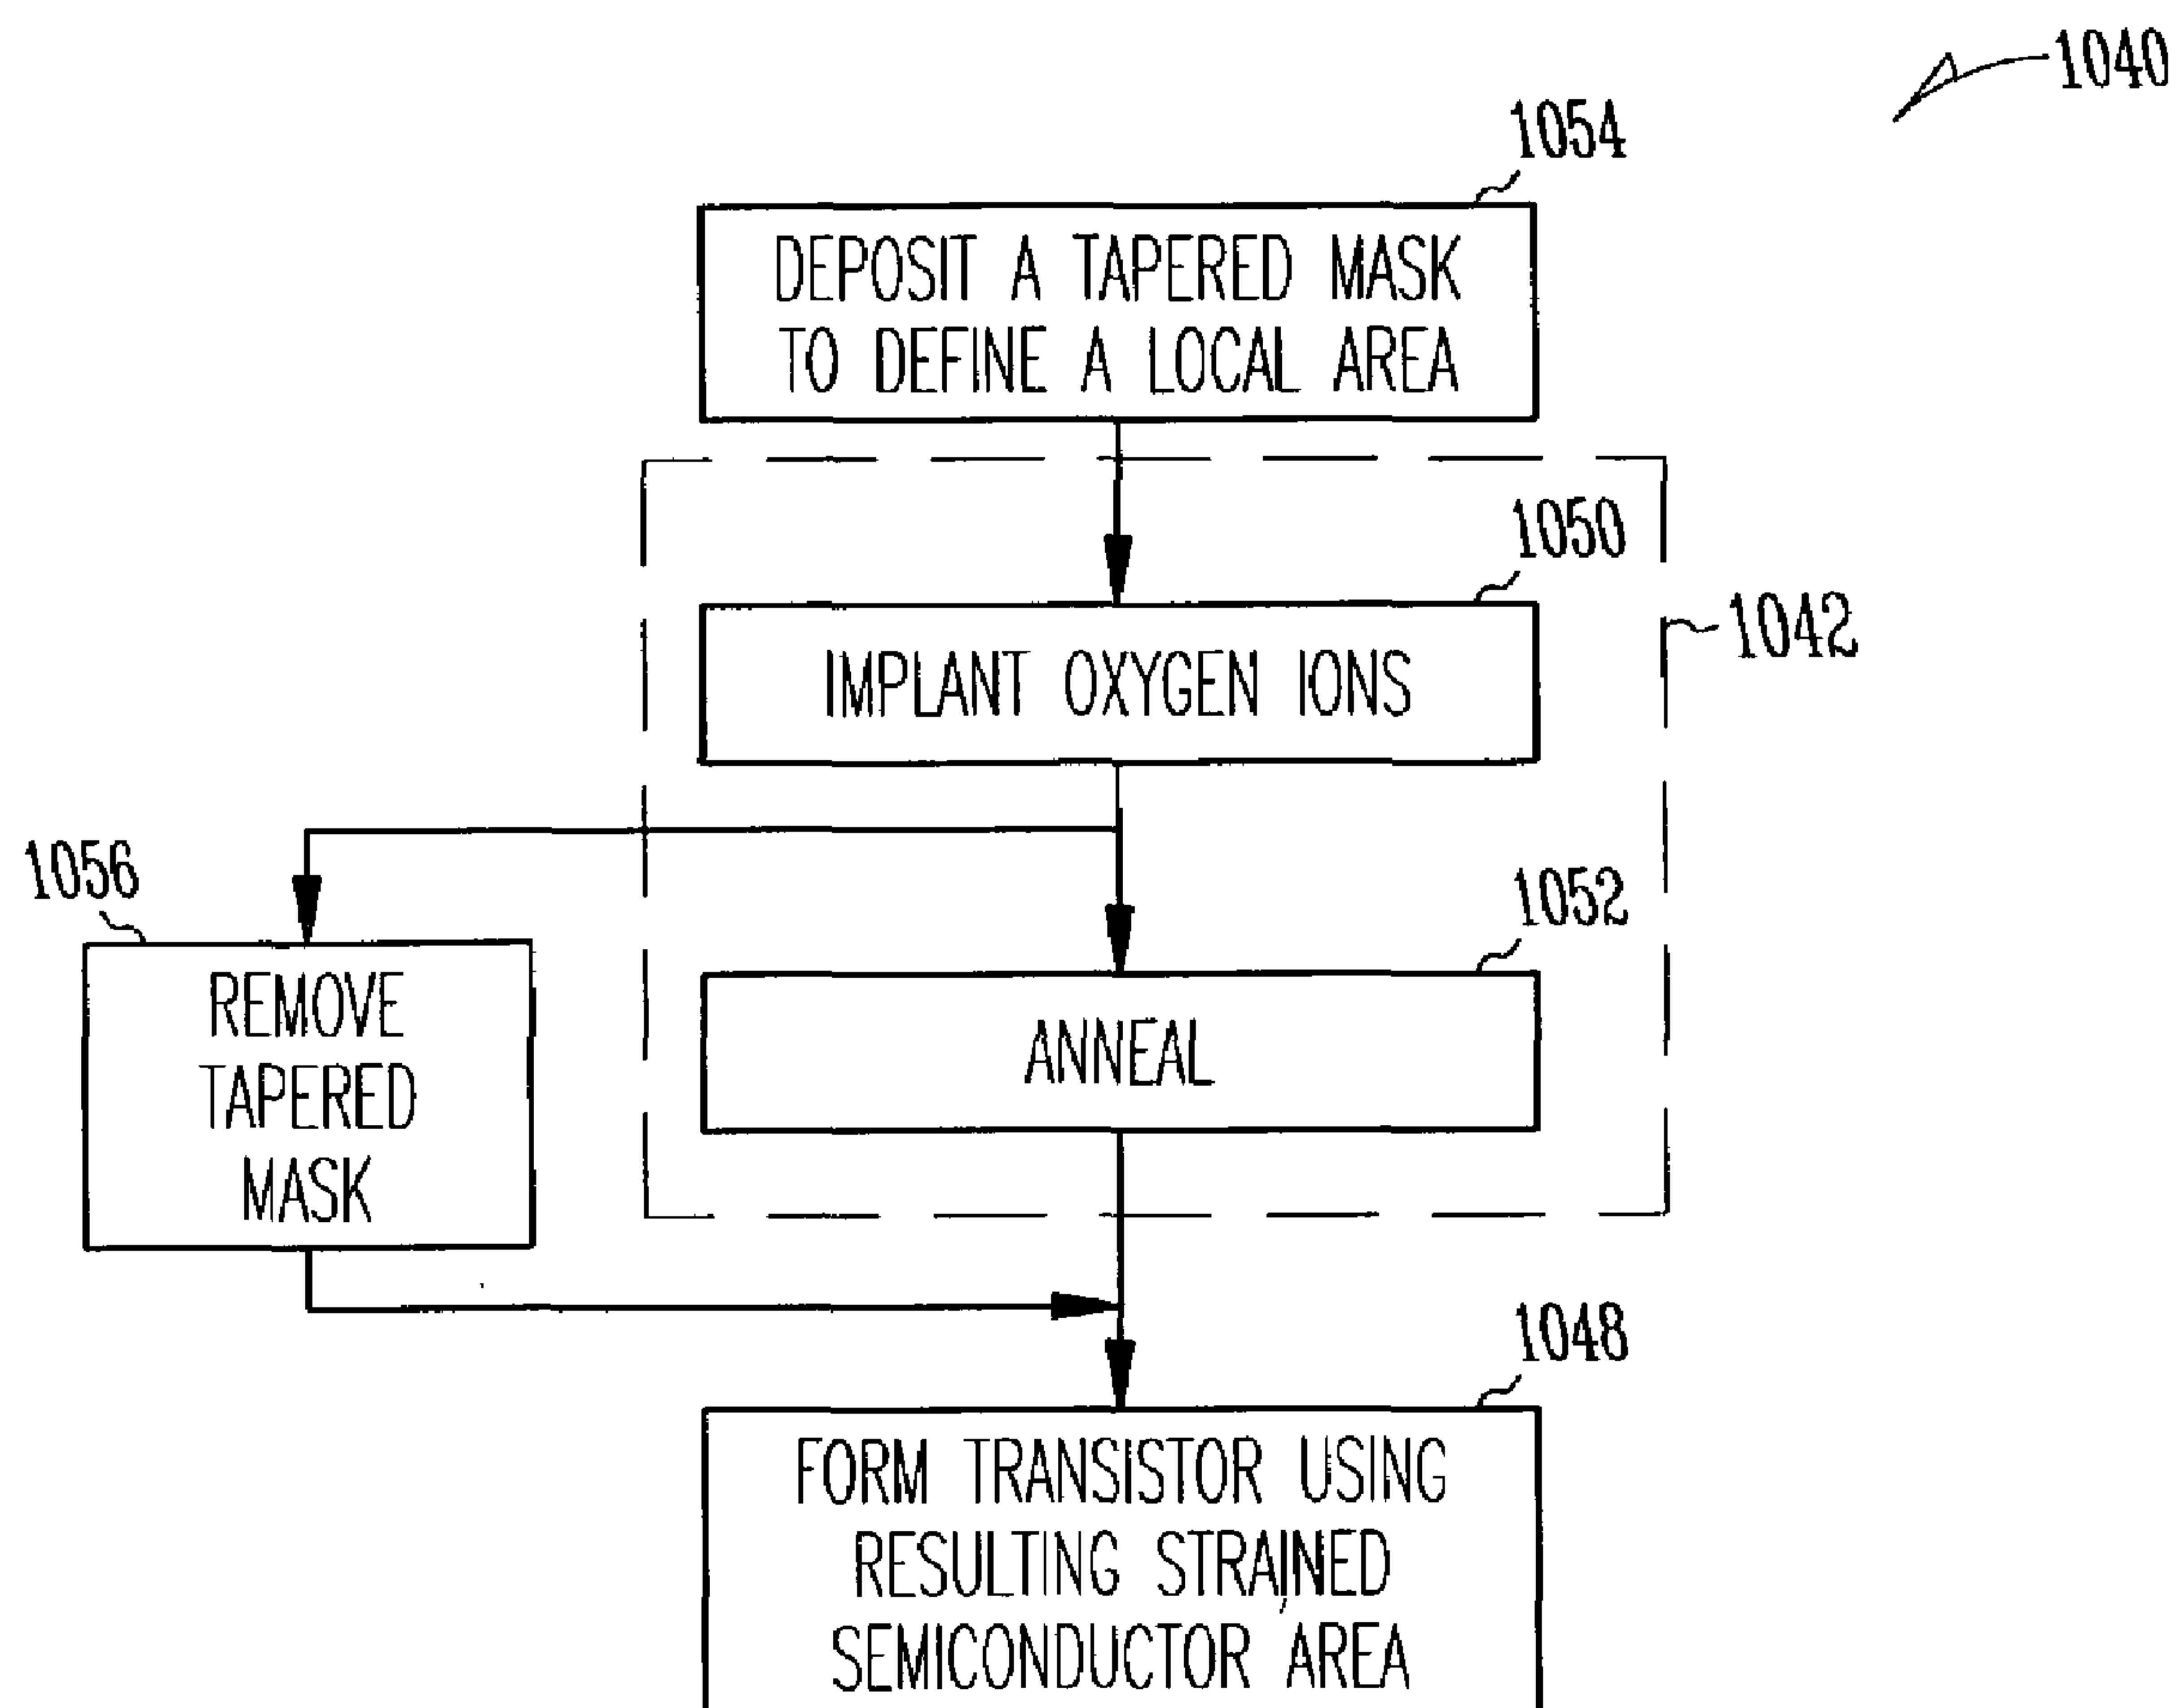 1040
1054
DEPOSIT A TAPERED MASK
TO DEFINE A LOCAL AREA
1050
IMPLANT OXYGEN IONS
1042
1056
REMOVE
TAPERED
MASK
1052
ANNEAL
1048
FORM TRANSISTOR USING
RESULTING STRAINED
SEMICONDUCTOR AREA